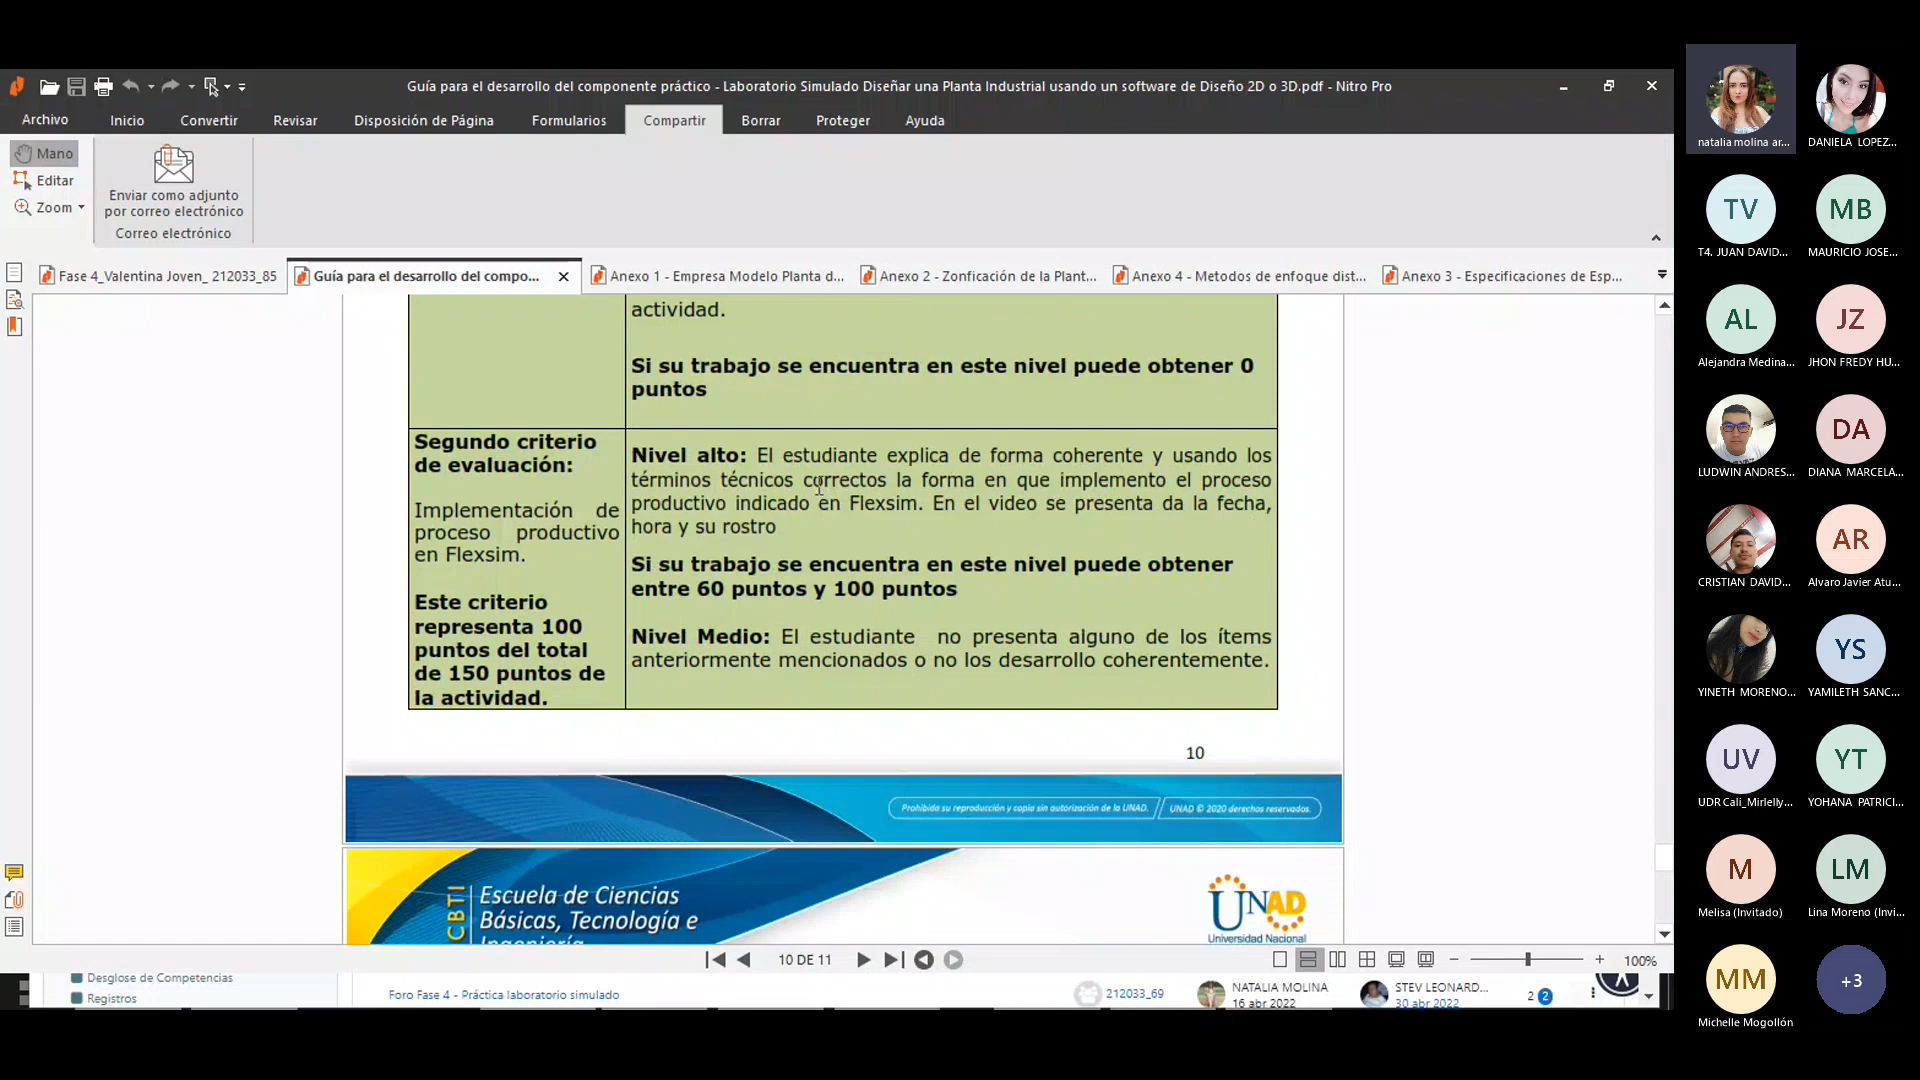 Guía para el desarrollo del componente práctico - Laboratorio Simulado Diseñar una Planta Industrial usando un software de Diseño 2D o 3D.pdf - Nitro Pro
Archivo
Inicio
Convertir
Revisar
Disposición de Página
Formularios
Compartir
Borrar
Proteger
Ayuda
Mano
Editar
Zoom
Enviar como adjunto
por correo electrónico
Correo electrónico
Fase 4_Valentina Joven_ 212033_85
Guía para el desarrollo del compo...
Anexo 1 - Empresa Modelo Planta d...
Anexo 2 - Zonficación de la Plant...
Anexo 4 - Metodos de enfoque dist...
Anexo 3 - Especificaciones de Esp...
actividad.
Si su trabajo se encuentra en este nivel puede obtener 0
puntos
Segundo criterio
de evaluación:
Implementación de
proceso productivo
en Flexsim.
Este criterio
representa 100
puntos del total
de 150 puntos de
la actividad.
Nivel alto: El estudiante explica de forma coherente y usando los
términos técnicos correctos la forma en que implemento el proceso
productivo indicado en Flexsim. En el video se presenta da la fecha,
hora y su rostro
Si su trabajo se encuentra en este nivel puede obtener
entre 60 puntos y 100 puntos
Nivel Medio: El estudiante no presenta alguno de los ítems
anteriormente mencionados o no los desarrollo coherentemente.
10
Prohibida su reproducción y copia sin autorización de la UNAD.
UNAD © 2020 derechos reservados.
CBTI
Escuela de Ciencias
Básicas, Tecnología e
Ingeniería
UNAD
Universidad Nacional
10 DE 11
100%
Desglose de Competencias
Registros
Foro Fase 4 - Práctica laboratorio simulado
212033_69
NATALIA MOLINA
16 abr 2022
STEV LEONARD...
30 abr 2022
2
2
natalia molina ar...
DANIELA LOPEZ...
TV
T4. JUAN DAVID...
MB
MAURICIO JOSE...
AL
Alejandra Medina...
JZ
JHON FREDY HU...
LUDWIN ANDRES...
DA
DIANA MARCELA...
CRISTIAN DAVID...
AR
Alvaro Javier Atu...
YINETH MORENO...
YS
YAMILETH SANC...
UV
UDR Cali_Mirlelly...
YT
YOHANA PATRICI...
M
Melisa (Invitado)
LM
Lina Moreno (Invi...
MM
Michelle Mogollón
+3